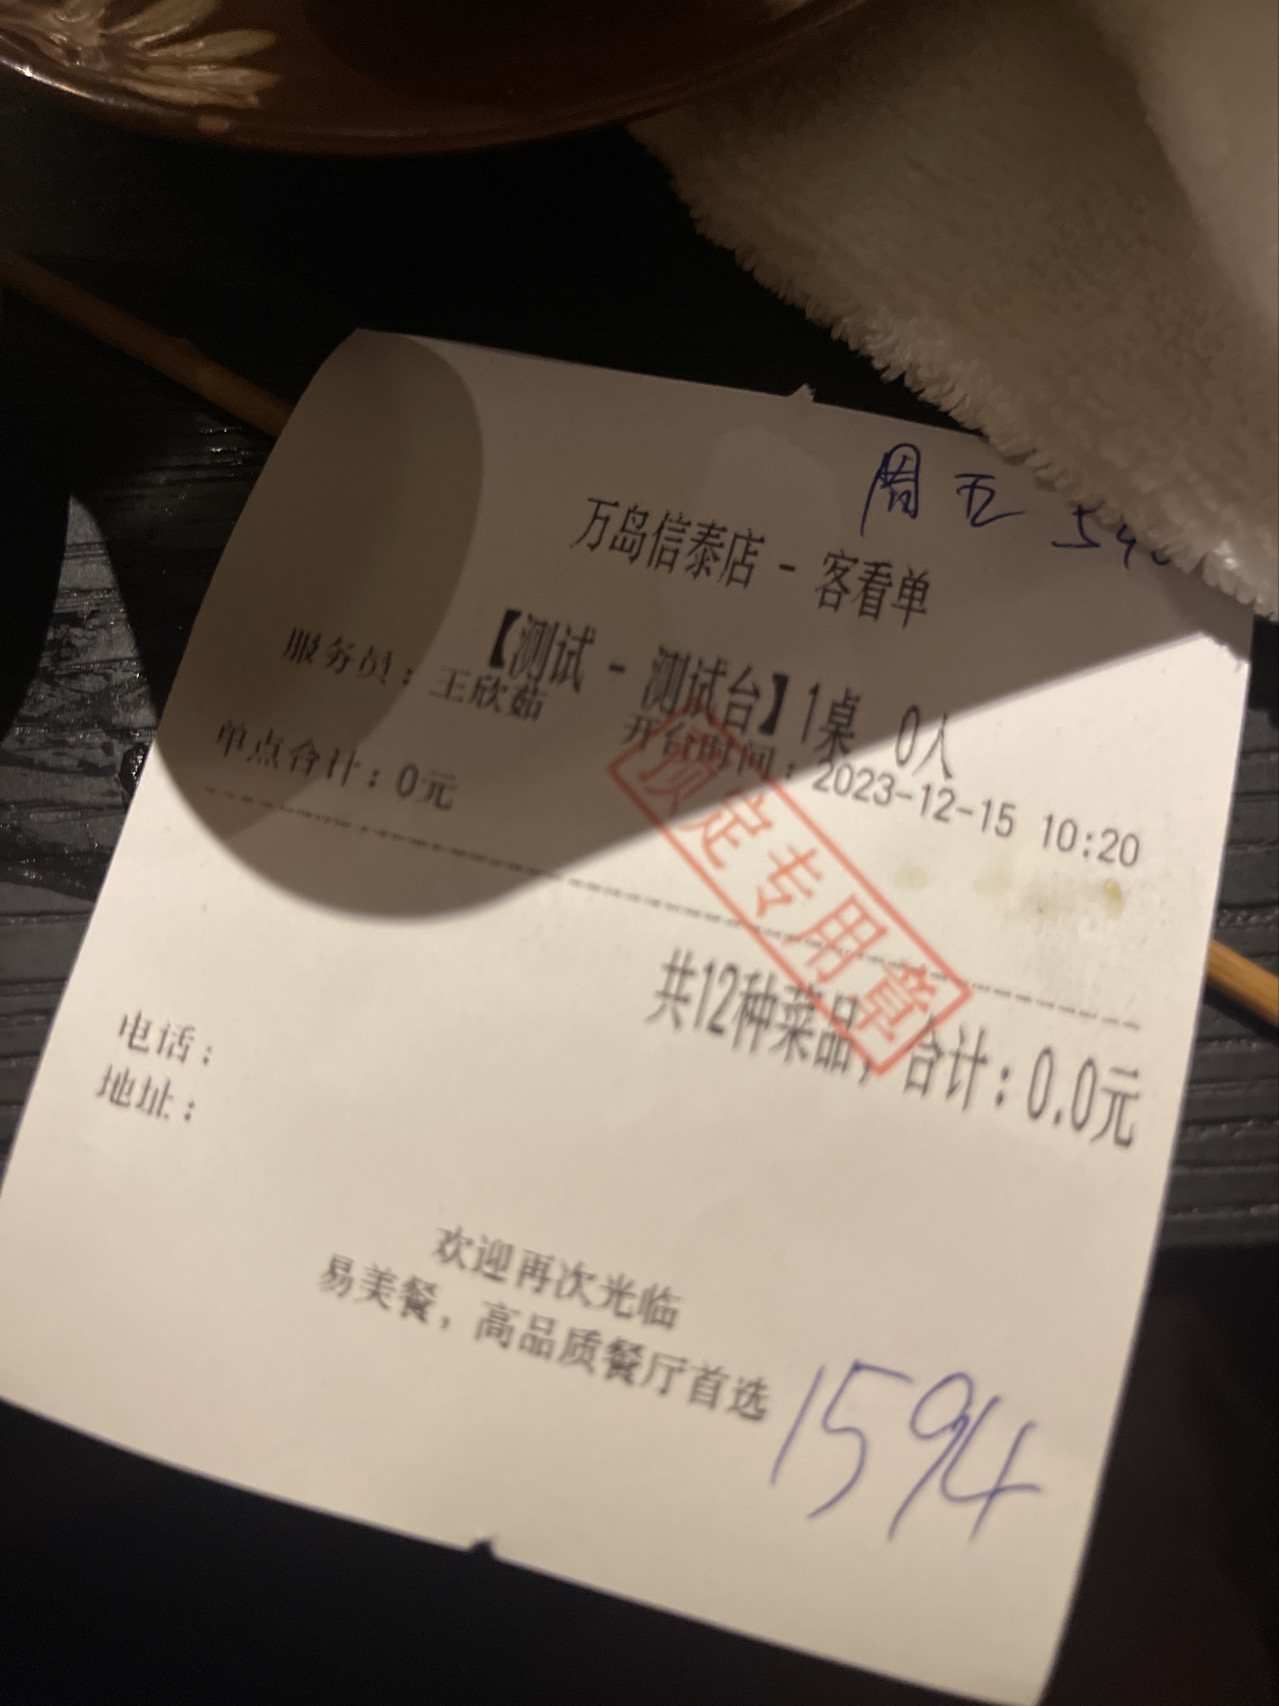 周五
万岛信泰店 - 客看单
【测试 - 测试台】1桌 0人
服务员：王欣茹 开台时间：2023-12-15 10:20
单点合计：0元
预定专用章
共12种菜品，合计：0.0元
电话：
地址：
欢迎再次光临
易美餐，高品质餐厅首选
1594